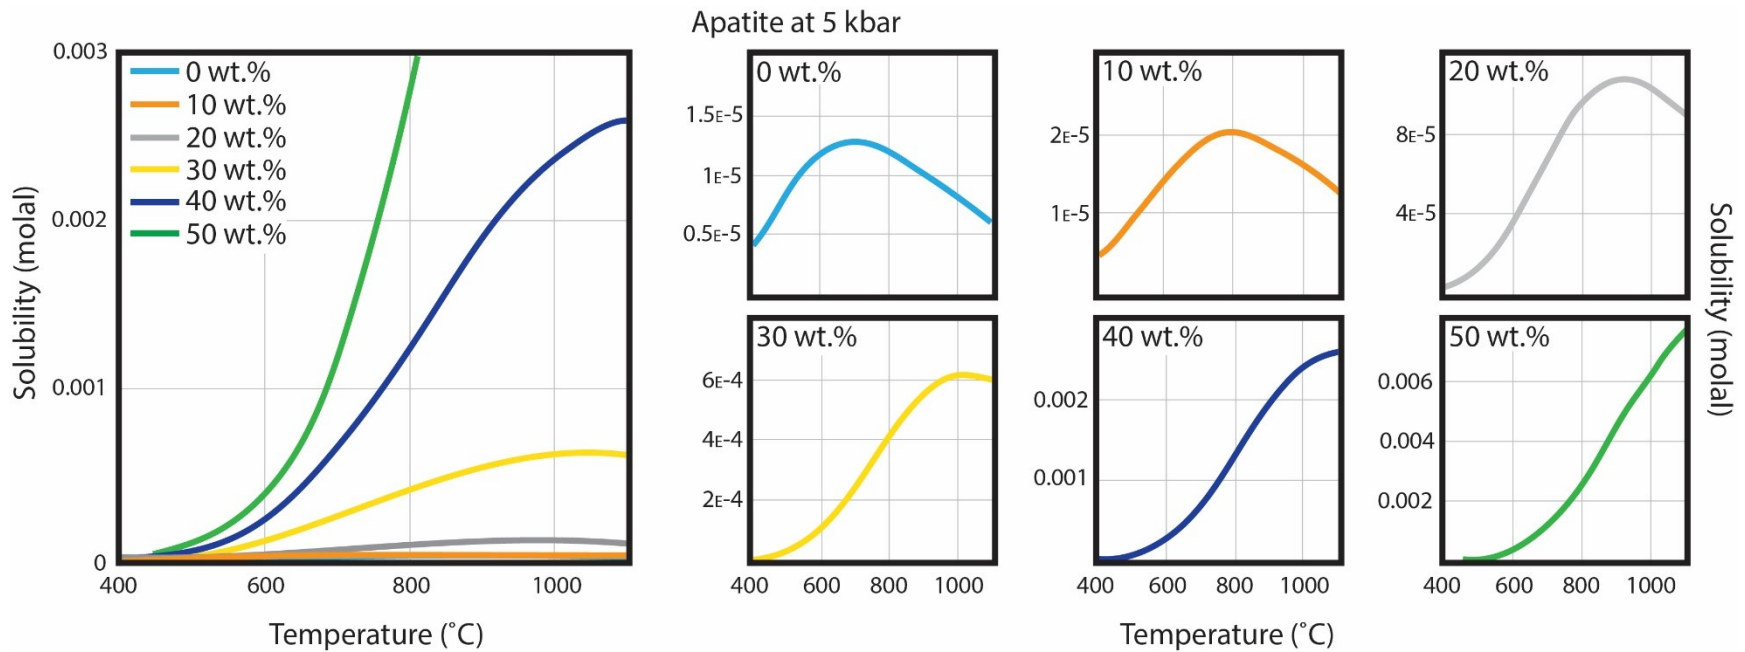 Apatite at 5 kbar
Solubility (molal)
0.003
0.002
0.001
0
0 wt.%
10 wt.%
20 wt.%
30 wt.%
40 wt.%
50 wt.%
400 600 800 1000
Temperature (˚C)
0 wt.%
1.5E-5
1E-5
0.5E-5
10 wt.%
2E-5
1E-5
20 wt.%
8E-5
4E-5
30 wt.%
6E-4
4E-4
2E-4
400 600 800 1000
40 wt.%
0.002
0.001
400 600 800 1000
50 wt.%
0.006
0.004
0.002
400 600 800 1000
Temperature (˚C)
Solubility (molal)